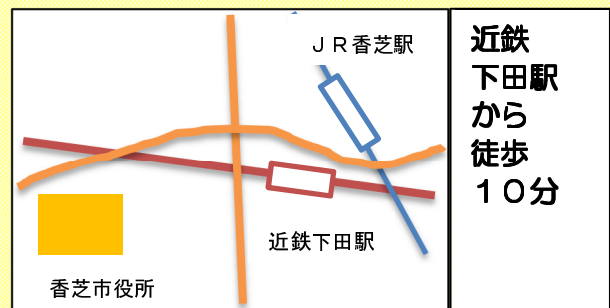 ＪＲ香芝駅
近鉄下田駅
香芝市役所
近鉄
下田駅
から
徒歩
１０分